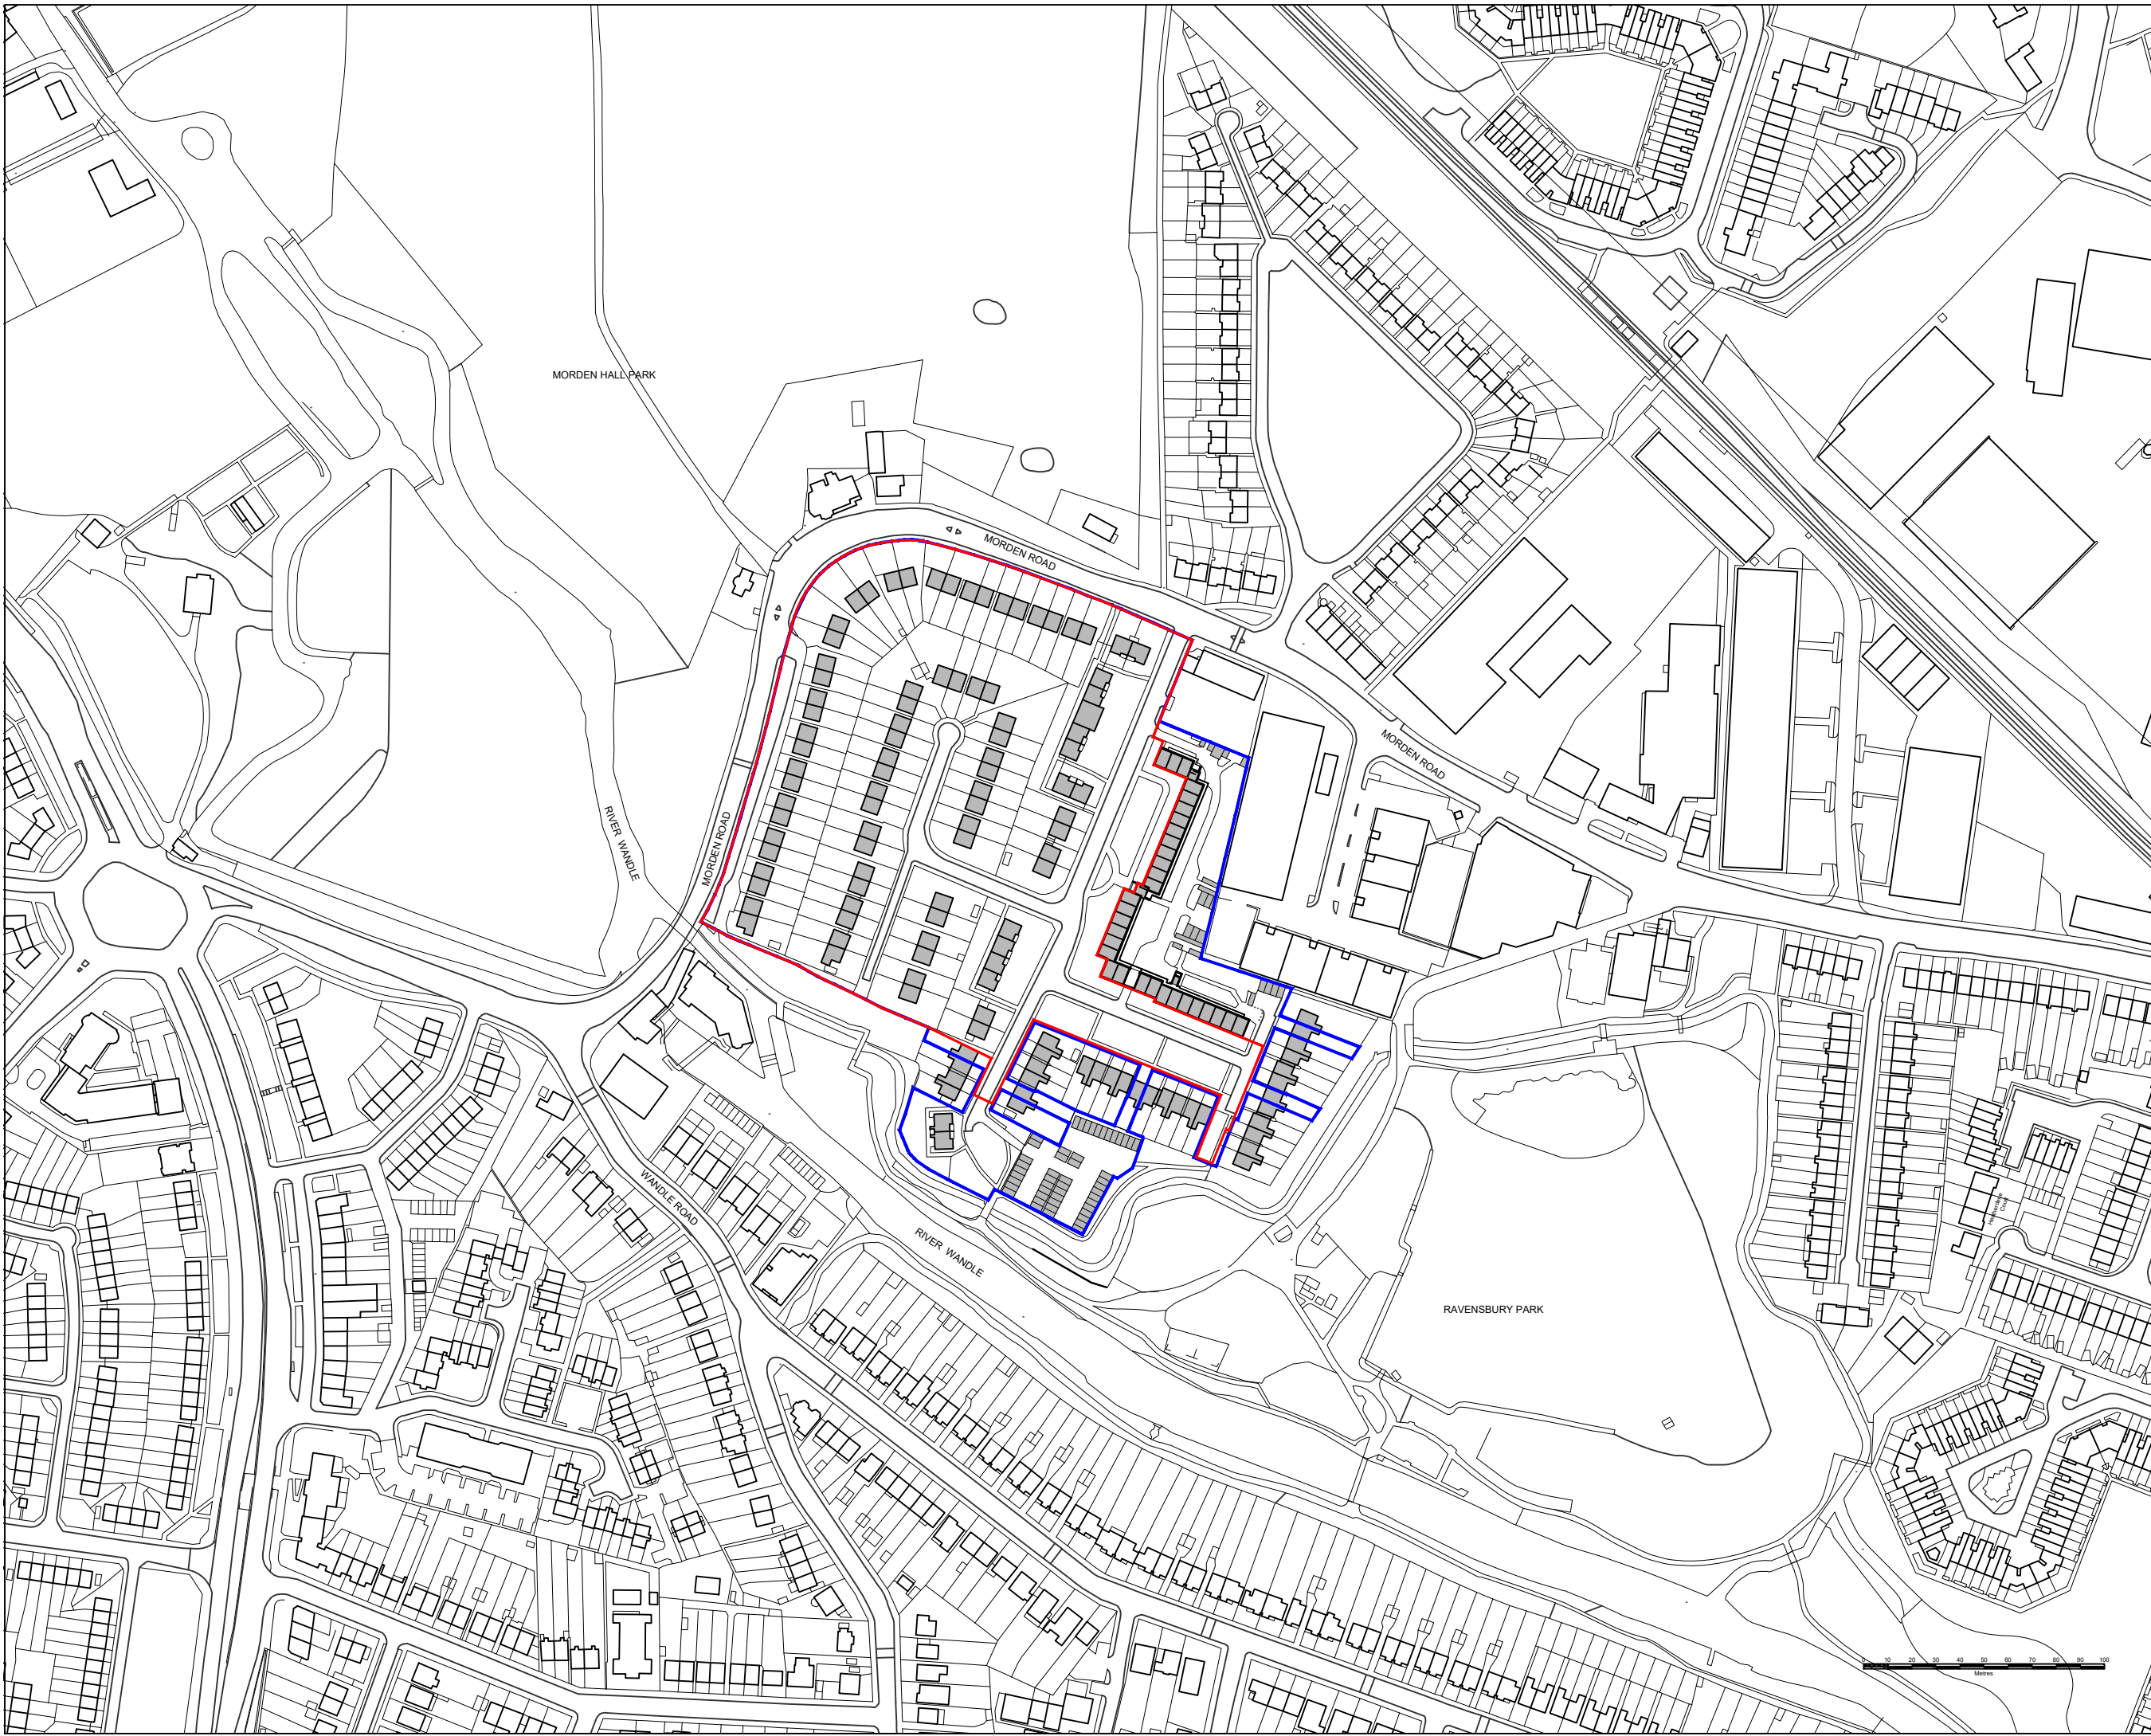 MORDEN HALL PARK
MORDEN ROAD
MORDEN ROAD
RIVER WANDLE
MORDEN ROAD
WANDLE ROAD
RIVER WANDLE
RAVENSBURY PARK
Court
0 10 20 30 40 50 60 70 80 90 100
Metres